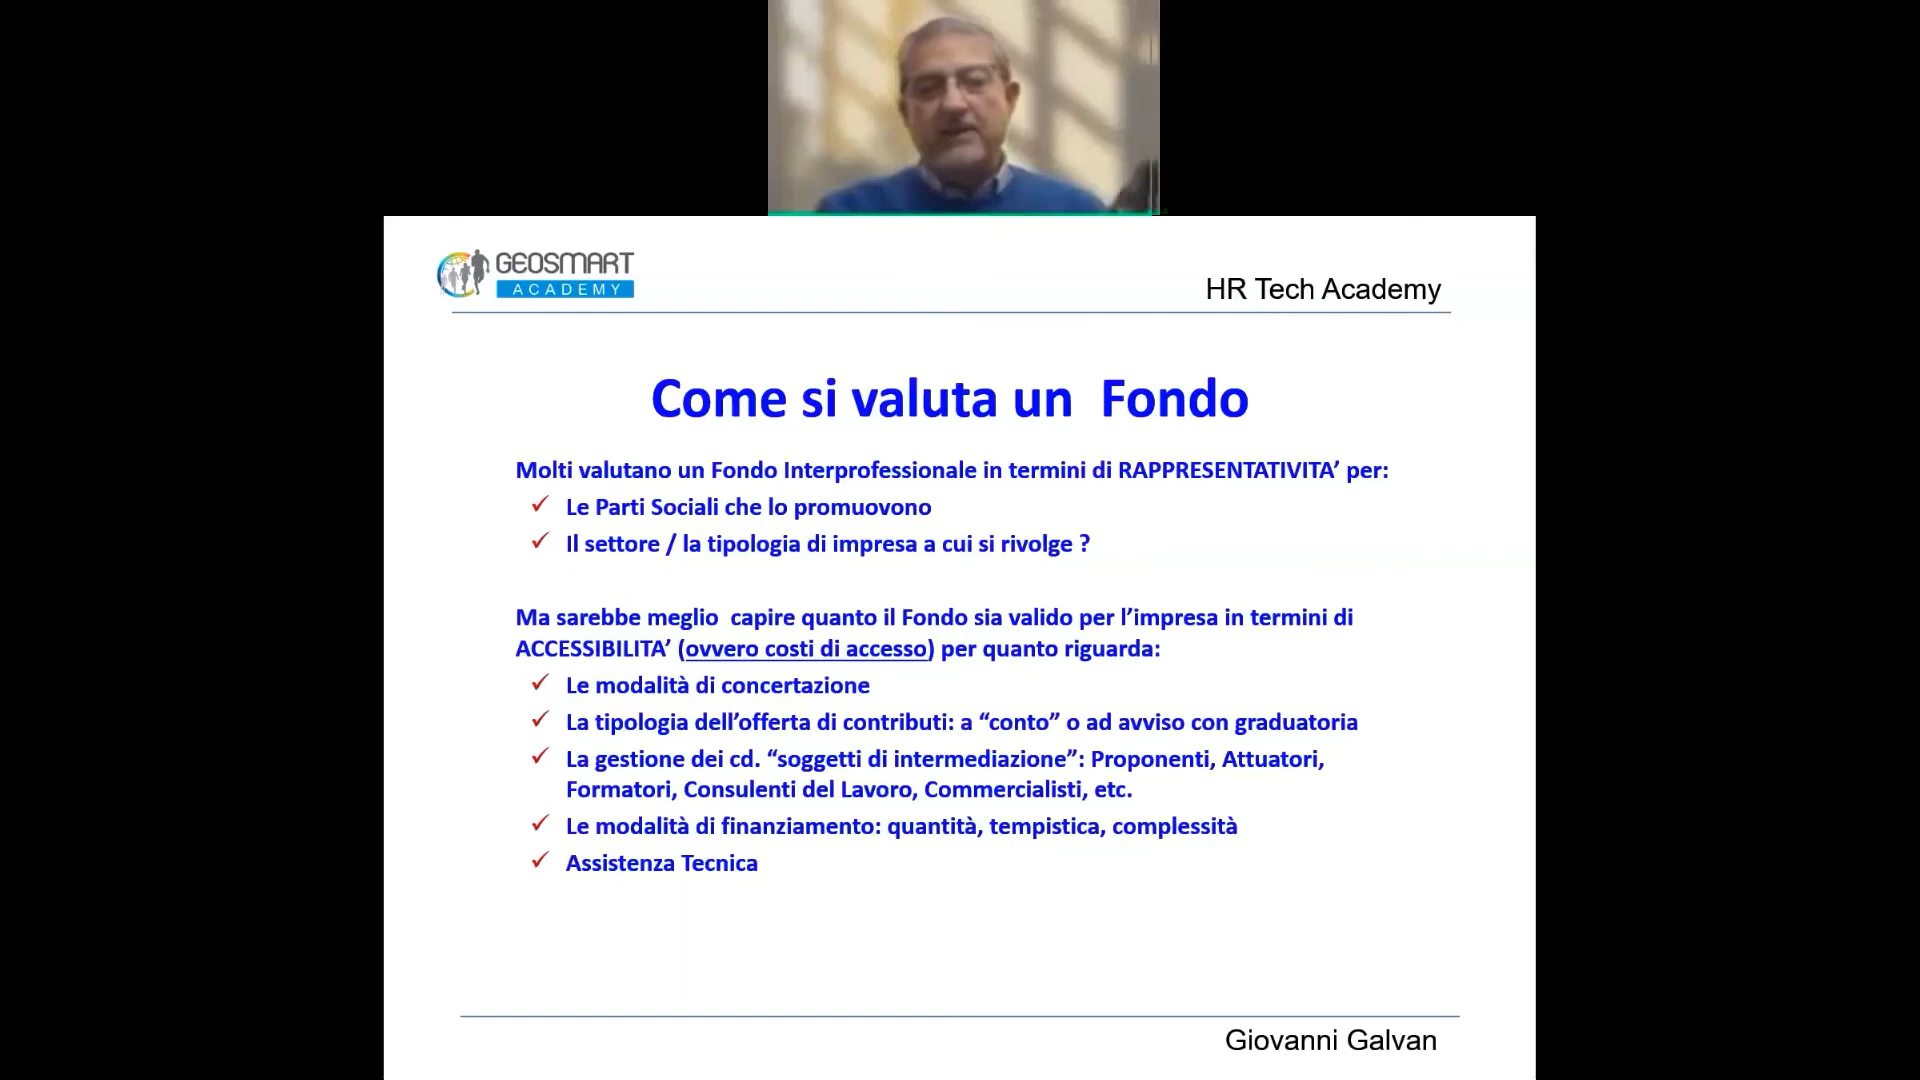 GEOSMART
ACADEMY
HR Tech Academy
Come si valuta un  Fondo
Molti valutano un Fondo Interprofessionale in termini di RAPPRESENTATIVITA’ per:
✓ Le Parti Sociali che lo promuovono
✓ Il settore / la tipologia di impresa a cui si rivolge ?
Ma sarebbe meglio  capire quanto il Fondo sia valido per l’impresa in termini di
ACCESSIBILITA’ (ovvero costi di accesso) per quanto riguarda:
✓ Le modalità di concertazione
✓ La tipologia dell’offerta di contributi: a “conto” o ad avviso con graduatoria
✓ La gestione dei cd. “soggetti di intermediazione”: Proponenti, Attuatori,
Formatori, Consulenti del Lavoro, Commercialisti, etc.
✓ Le modalità di finanziamento: quantità, tempistica, complessità
✓ Assistenza Tecnica
Giovanni Galvan